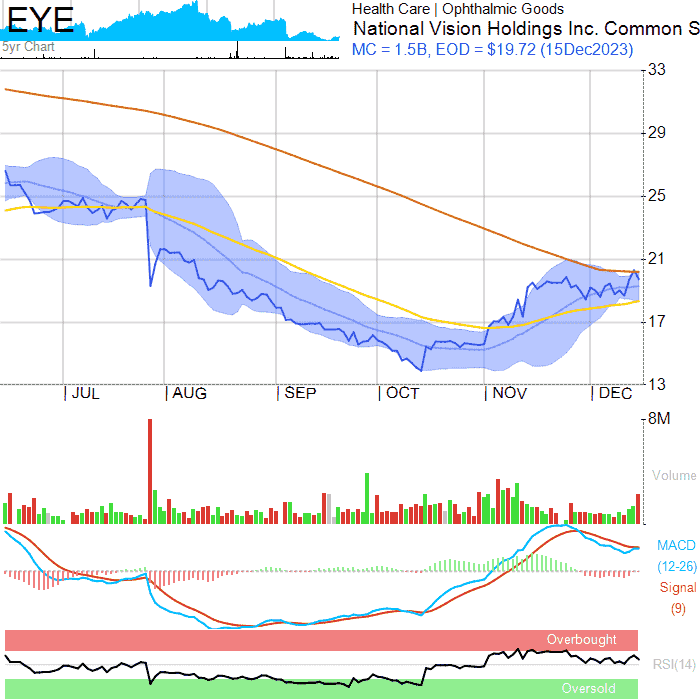 EYE
5yr Chart
Health Care | Ophthalmic Goods
National Vision Holdings Inc. Common S
MC = 1.5B, EOD = $19.72 (15Dec2023)
33
29
25
21
17
13
JUL
AUG
SEP
OCT
NOV
DEC
8M
Volume
MACD
(12-26)
Signal
(9)
Overbought
RSI(14)
Oversold